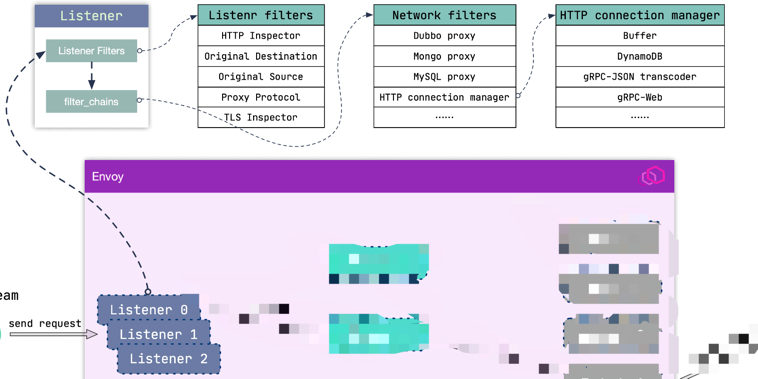 Listener
Listener Filters
filter_chains
Listenr filters
HTTP Inspector
Original Destination
Original Source
Proxy Protocol
TLS Inspector
Network filters
Dubbo proxy
Mongo proxy
MySQL proxy
HTTP connection manager
......
HTTP connection manager
Buffer
DynamoDB
gRPC-JSON transcoder
gRPC-Web
......
Envoy
eam
send request
Listener 0
Listener 1
Listener 2